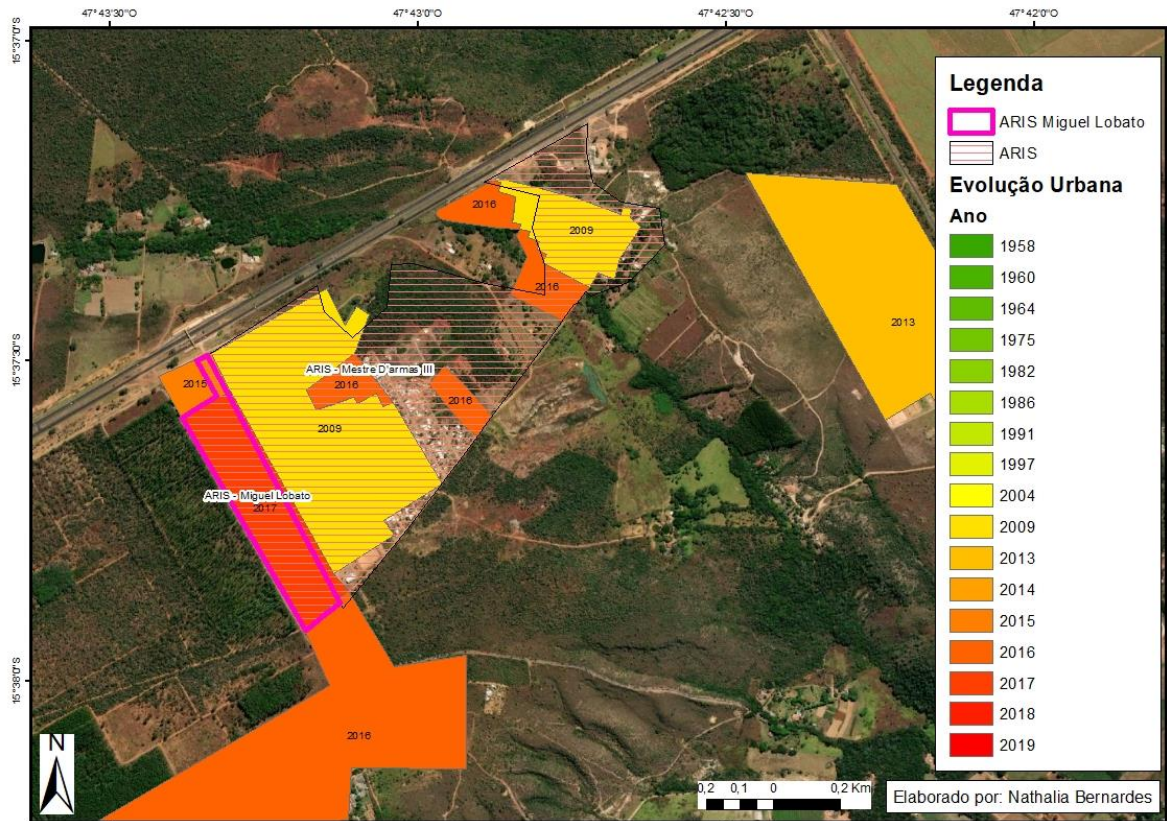 47°43'30"O
47°43'0"O
47°42'30"O
47°42'0"O
15°37'0"S
15°37'30"S
15°38'0"S
Legenda
ARIS Miguel Lobato
ARIS
Evolução Urbana
Ano
1958
1960
1964
1975
1982
1986
1991
1997
2004
2009
2013
2014
2015
2016
2017
2018
2019
2016
2009
2016
2013
2015
ARIS - Mestre D'armas III
2016
2016
2009
ARIS - Miguel Lobato
2017
2016
N
0,2 0,1 0 0,2 Km
Elaborado por: Nathalia Bernardes